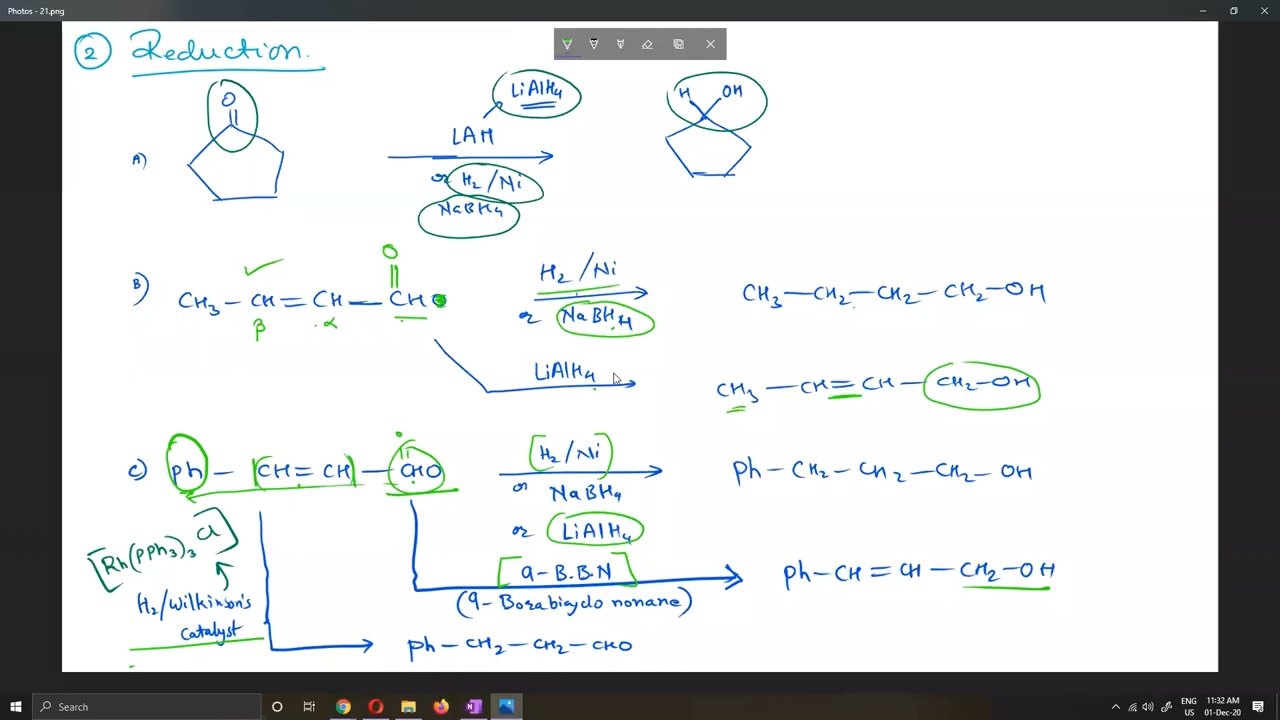 Photos - 21.png
2 Reduction.
O
LiAlH4
H OH
LAH
A)
or H2/Ni
NaBH4
O
B) CH3 - CH = CH - CHO
β α
H2/Ni
or NaBH4
CH3 - CH2 - CH2 - CH2 - OH
LiAlH4
CH3 - CH = CH - CH2 - OH
C) ph - CH = CH - CHO
H2/Ni
or NaBH4
or LiAlH4
Ph - CH2 - CH2 - CH2 - OH
[Rh(pph3)3 Cl]
H2/Wilkinson's
catalyst
9 - B.B.N
(9 - Borabicyclo nonane)
ph - CH = CH - CH2 - OH
ph - CH2 - CH2 - CHO
Search
ENG
US
11:32 AM
01-Dec-20